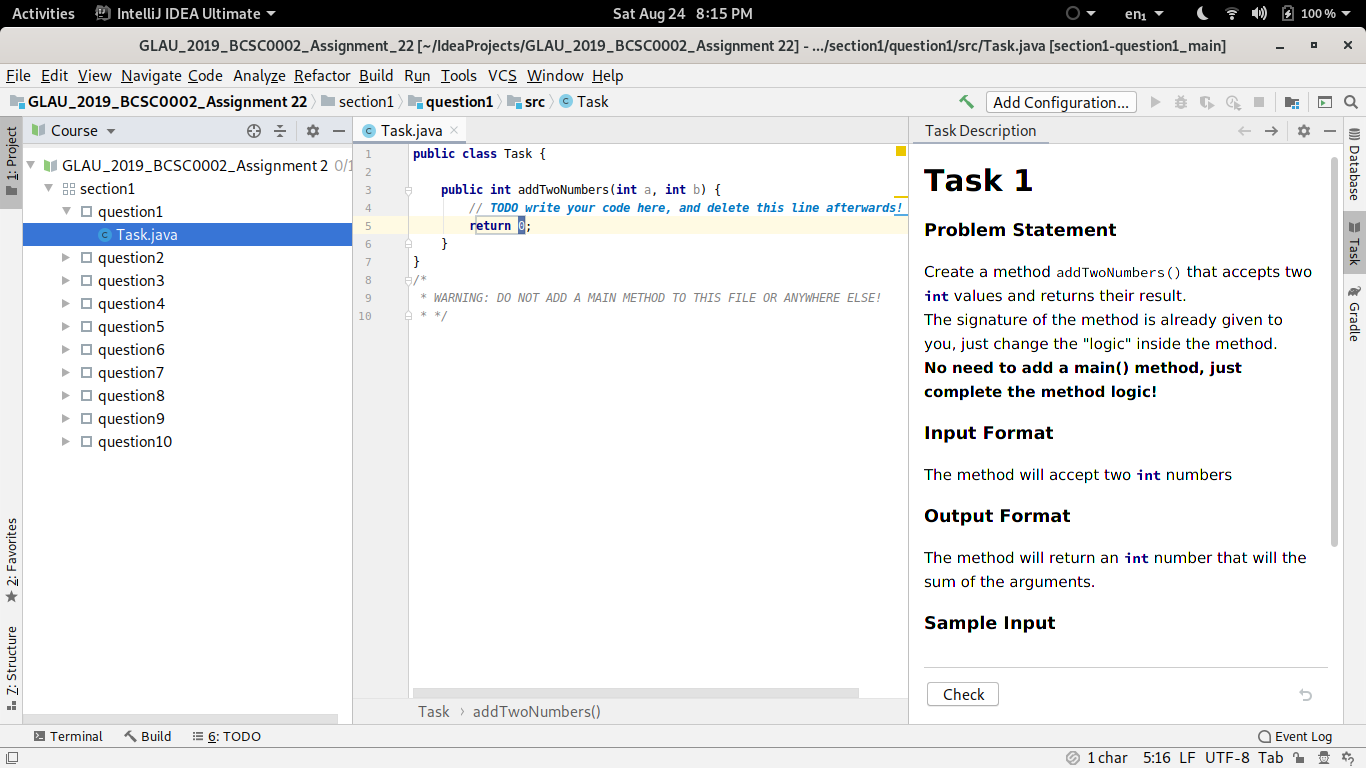 Activities IntelliJ IDEA Ultimate Sat Aug 24 8:15 PM en₁ 100 %
GLAU_2019_BCSC0002_Assignment_22 [~/IdeaProjects/GLAU_2019_BCSC0002_Assignment 22] - .../section1/question1/src/Task.java [section1-question1_main]
File Edit View Navigate Code Analyze Refactor Build Run Tools VCS Window Help
GLAU_2019_BCSC0002_Assignment 22 section1 question1 src Task Add Configuration...
1: Project
2: Favorites
7: Structure
Course
GLAU_2019_BCSC0002_Assignment 2 0/1
section1
question1
Task.java
question2
question3
question4
question5
question6
question7
question8
question9
question10
Task.java
1 public class Task {
2
3 public int addTwoNumbers(int a, int b) {
4 // TODO write your code here, and delete this line afterwards!
5 return 0;
6 }
7 }
8 /*
9 * WARNING: DO NOT ADD A MAIN METHOD TO THIS FILE OR ANYWHERE ELSE!
10 * */
Task › addTwoNumbers()
Task Description
Task 1
Problem Statement
Create a method addTwoNumbers() that accepts two
int values and returns their result.
The signature of the method is already given to
you, just change the "logic" inside the method.
No need to add a main() method, just
complete the method logic!
Input Format
The method will accept two int numbers
Output Format
The method will return an int number that will the
sum of the arguments.
Sample Input
Check
Database
Task
Gradle
Terminal Build 6: TODO Event Log
1 char 5:16 LF UTF-8 Tab